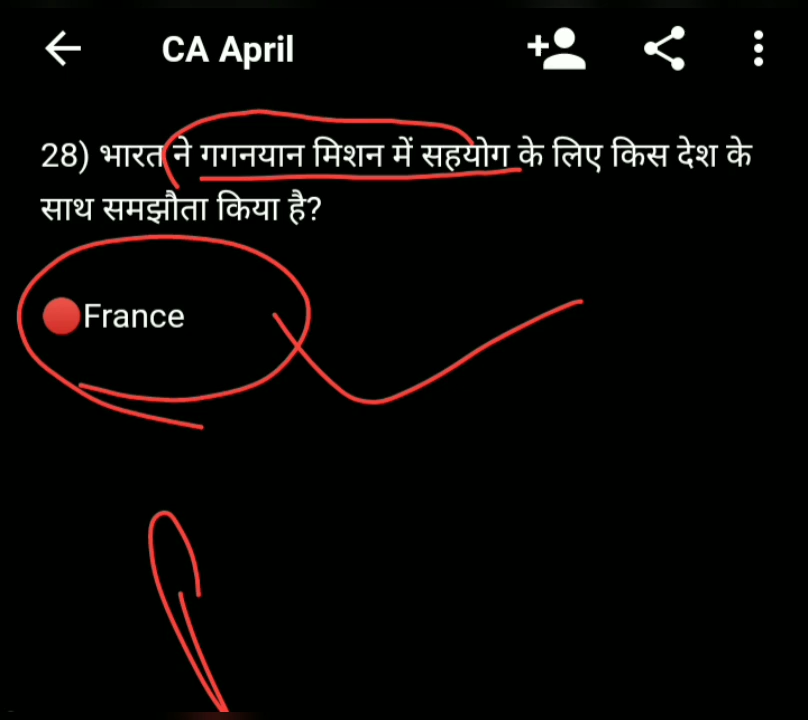 CA April
28) भारत ने गगनयान मिशन में सहयोग के लिए किस देश के
साथ समझौता किया है?
France